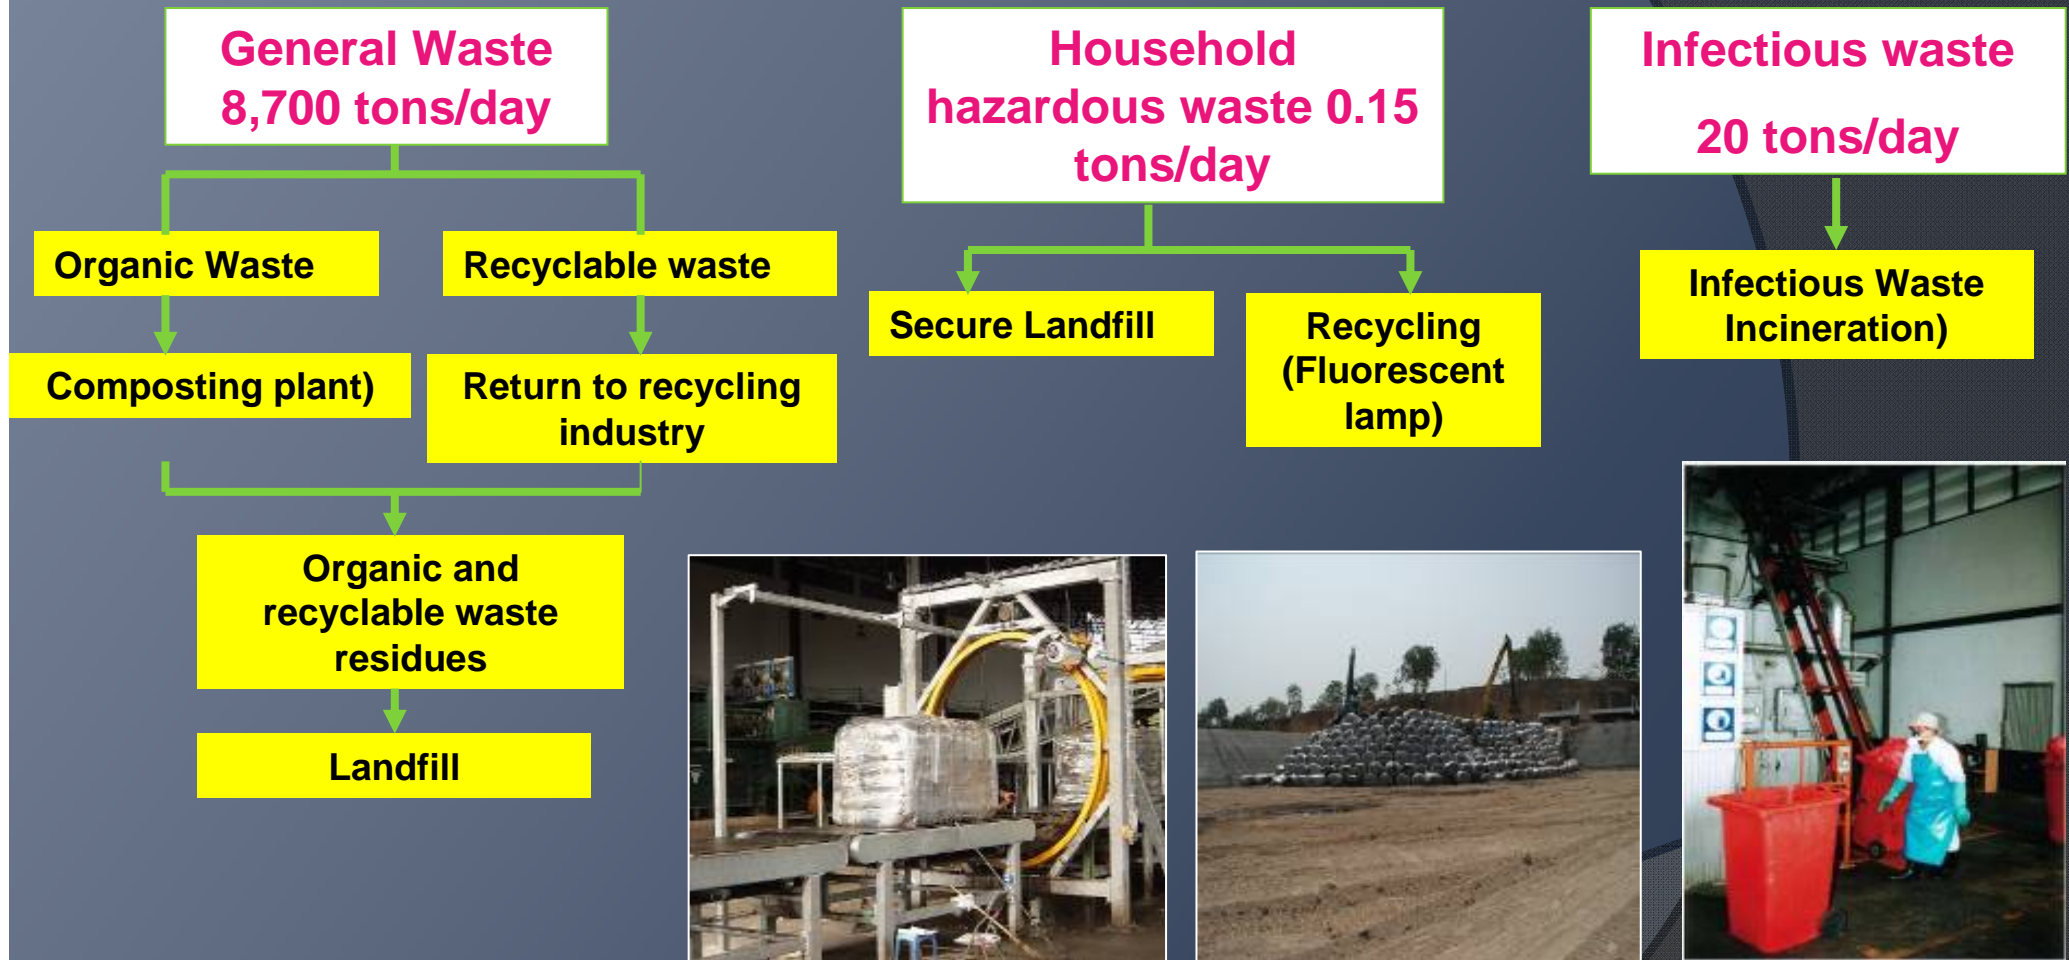 General Waste
8,700 tons/day
Household
hazardous waste 0.15
tons/day
Infectious waste
20 tons/day
Organic Waste
Recyclable waste
Composting plant)
Return to recycling
industry
Organic and
recyclable waste
residues
Landfill
Secure Landfill
Recycling
(Fluorescent
lamp)
Infectious Waste
Incineration)